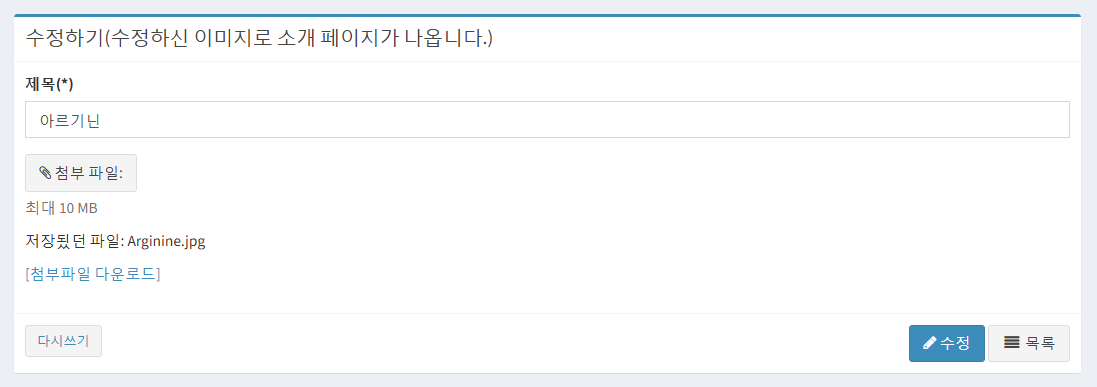 수정하기(수정하신 이미지로 소개 페이지가 나옵니다.)
제목(*)
아르기닌
첨부 파일:
최대 10 MB
저장됬던 파일: Arginine.jpg
[첨부파일 다운로드]
다시쓰기 수정 목록